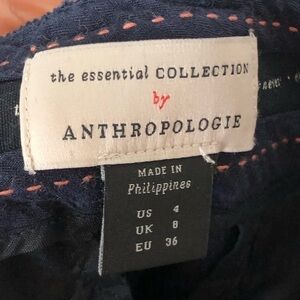 the essential COLLECTION
by
ANTHROPOLOGIE
MADE IN
Philippines
US 4
UK 8
EU 36